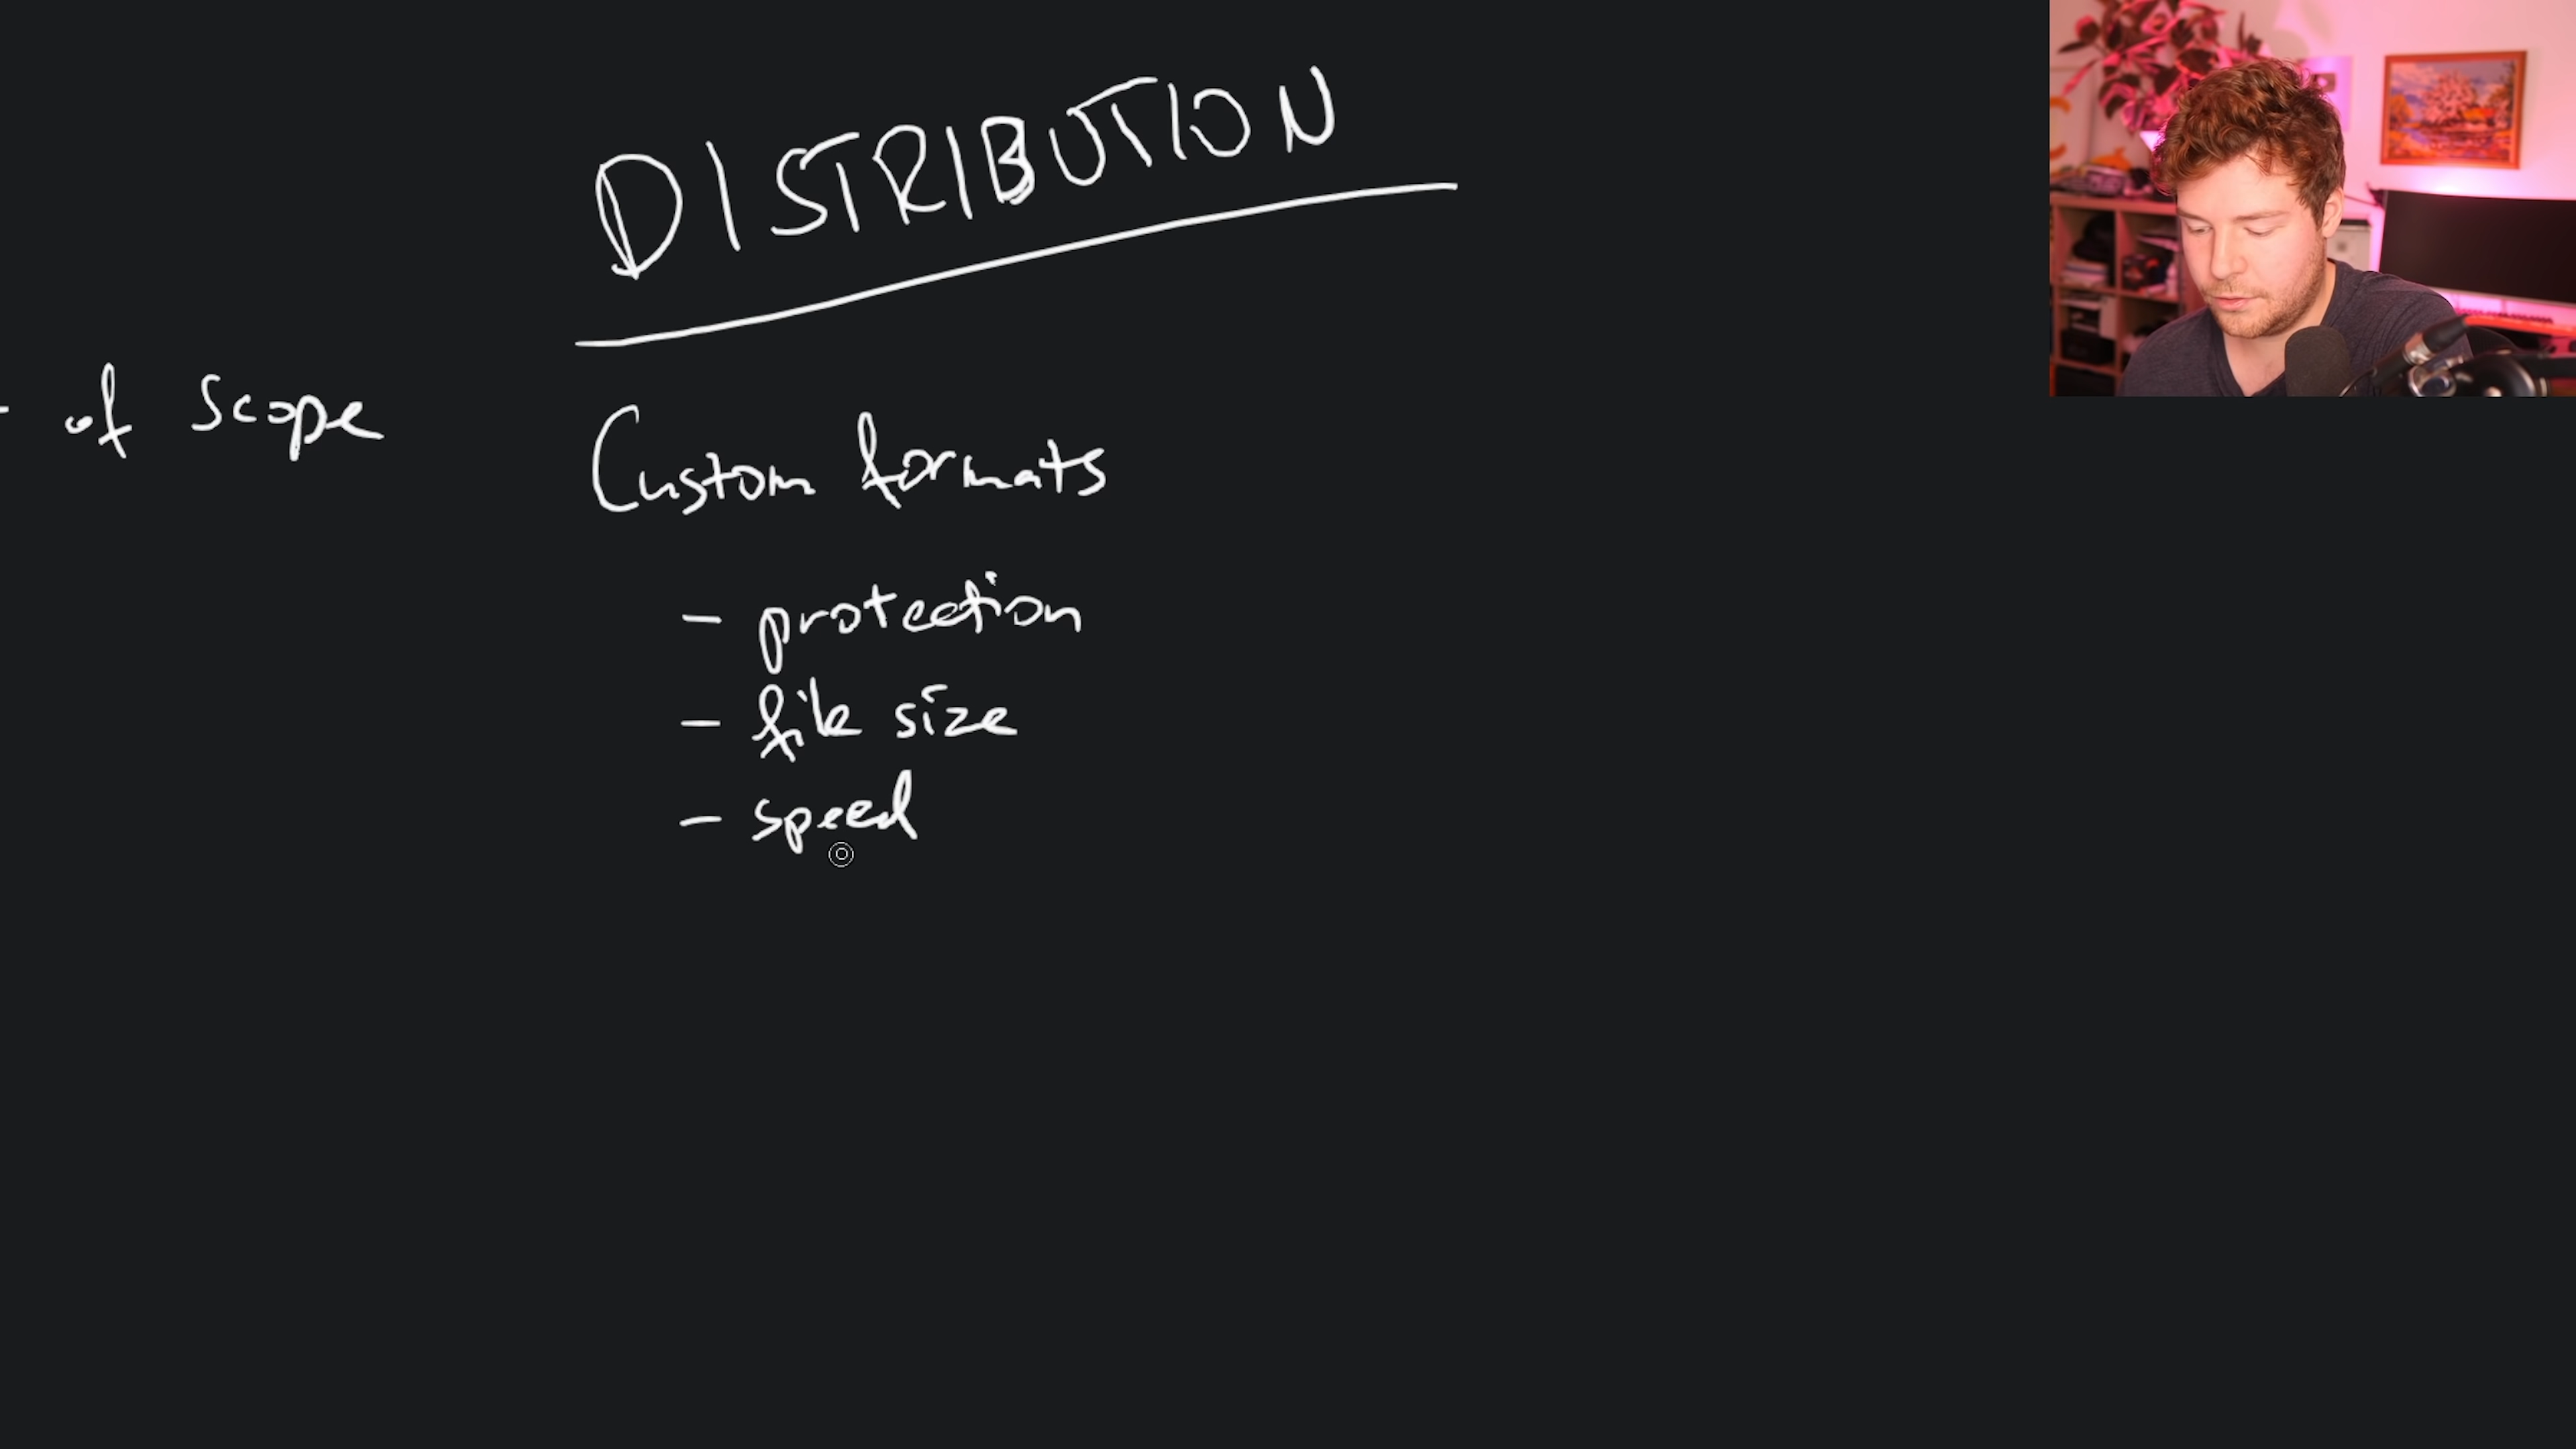 DISTRIBUTION
of scope
Custom formats
- protection
- file size
- speed